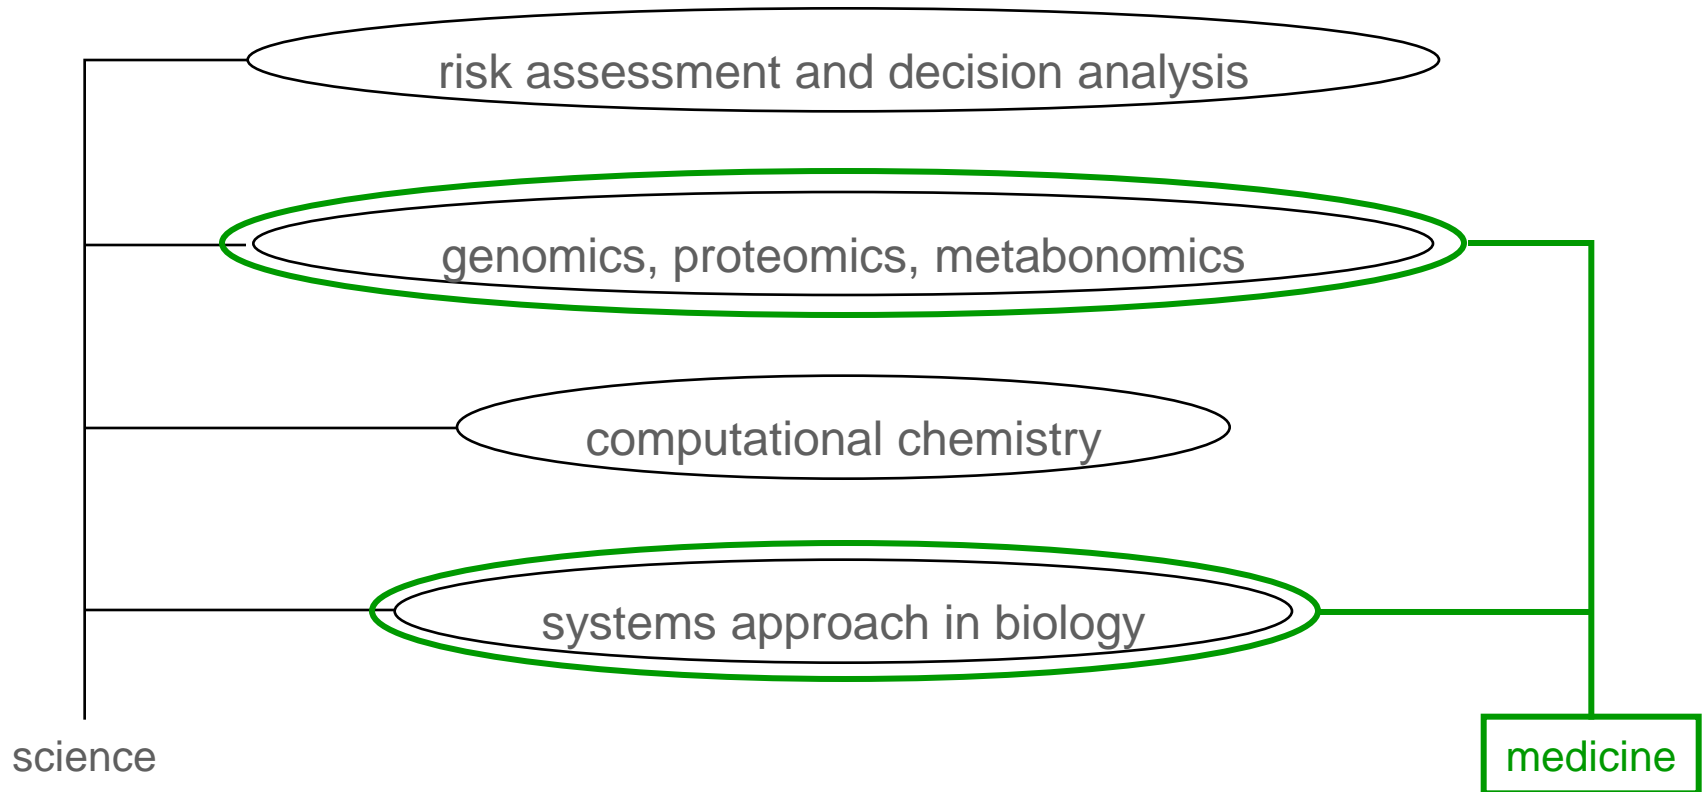 risk assessment and decision analysis
genomics, proteomics, metabonomics
computational chemistry
systems approach in biology
science
medicine